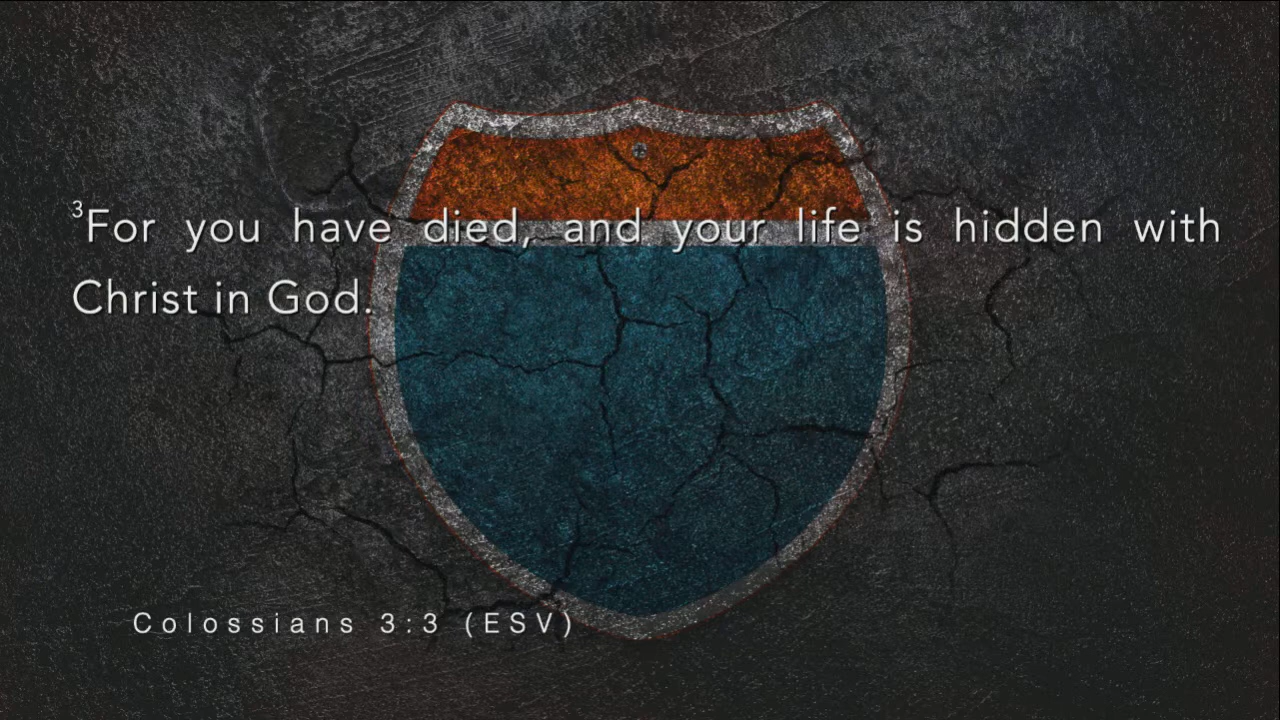 ³For you have died, and your life is hidden with
Christ in God.
Colossians 3:3 (ESV)